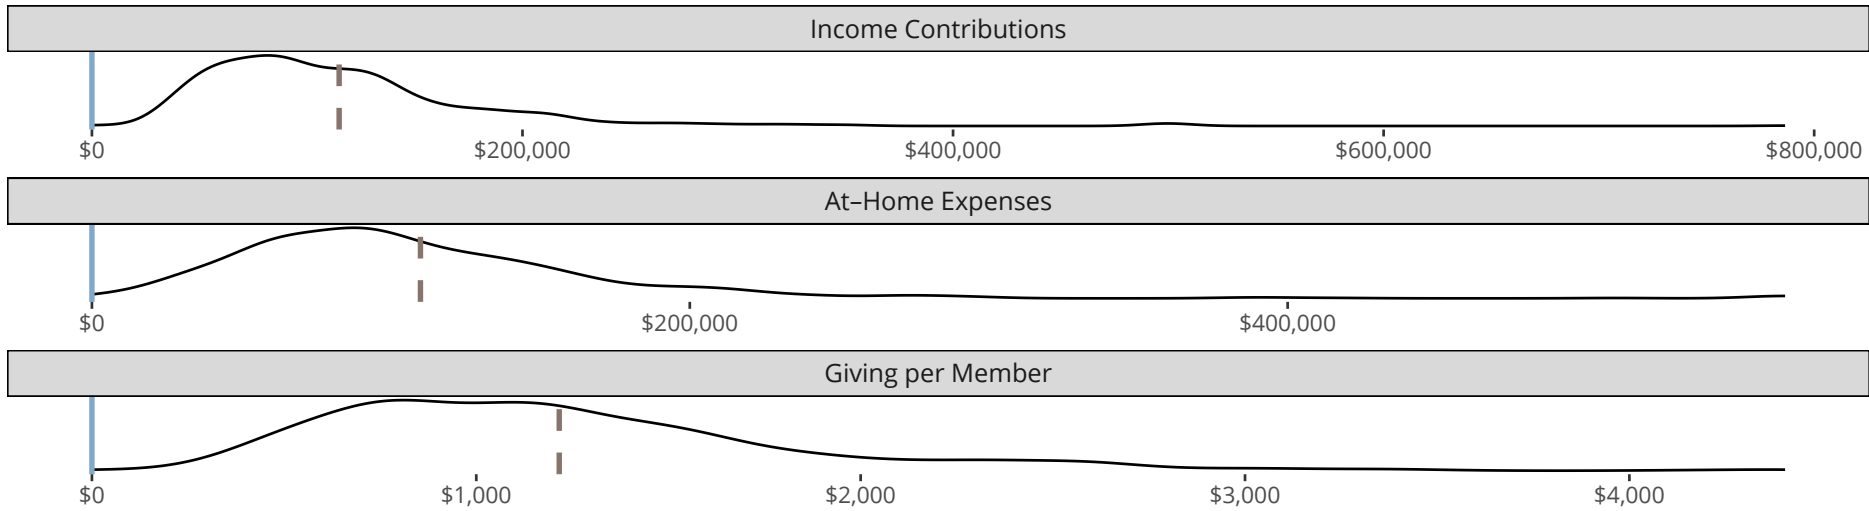 Income Contributions
$0 $200,000 $400,000 $600,000 $800,000
At–Home Expenses
$0 $200,000 $400,000
Giving per Member
$0 $1,000 $2,000 $3,000 $4,000